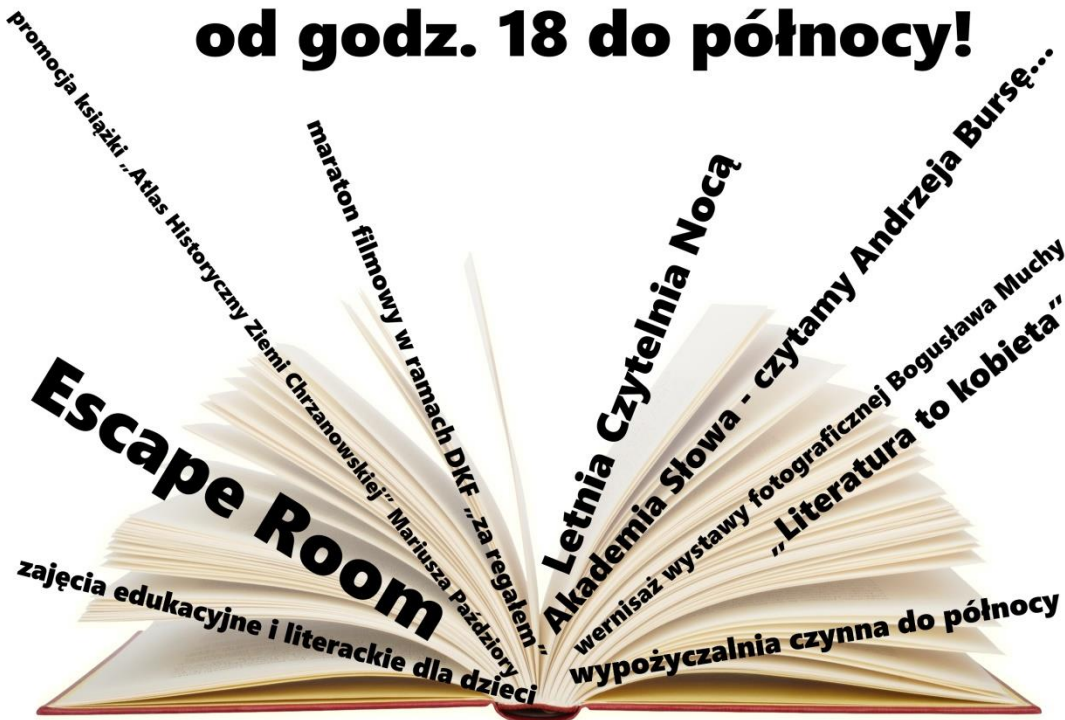 od godz. 18 do północy!
promocja książki „Atlas Historyczny Ziemi Chrzanowskiej” Mariusza Paździory
maraton filmowy w ramach DKF „za regałem”
Escape Room
zajęcia edukacyjne i literackie dla dzieci
Letnia Czytelnia Nocą
Akademia Słowa - czytamy Andrzeja Bursę...
wernisaż wystawy fotograficznej Bogusława Muchy
„Literatura to kobieta”
wypożyczalnia czynna do północy